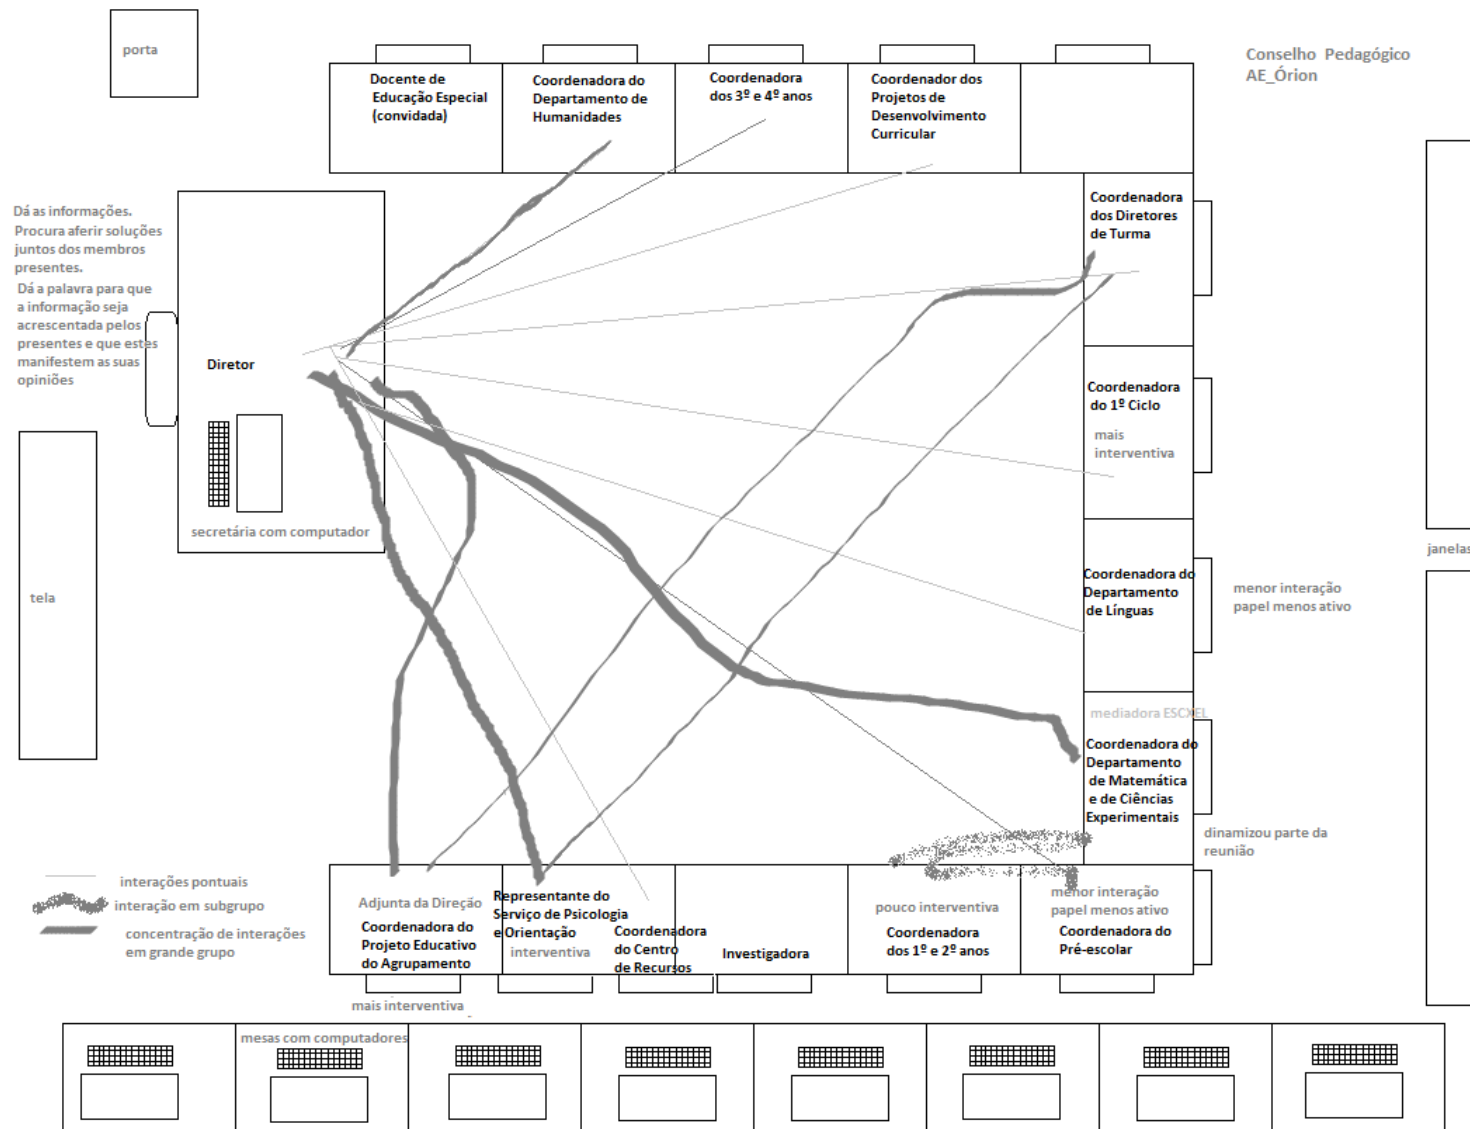 porta
Conselho Pedagógico
AE_Órion
Docente de
Educação Especial
(convidada)
Coordenadora do
Departamento de
Humanidades
Coordenadora
dos 3º e 4º anos
Coordenador dos
Projetos de
Desenvolvimento
Curricular
Dá as informações.
Procura aferir soluções
juntos dos membros
presentes.
Dá a palavra para que
a informação seja
acrescentada pelos
presentes e que estes
manifestem as suas
opiniões
Diretor
secretária com computador
tela
Coordenadora
dos Diretores
de Turma
Coordenadora
do 1º Ciclo
mais
interventiva
Coordenadora do
Departamento
de Línguas
menor interação
papel menos ativo
janelas
mediadora ESCXEL
Coordenadora do
Departamento
de Matemática
e de Ciências
Experimentais
dinamizou parte da
reunião
interações pontuais
interação em subgrupo
concentração de interações
em grande grupo
Adjunta da Direção
Coordenadora do
Projeto Educativo
do Agrupamento
mais interventiva
Representante do
Serviço de Psicologia
e Orientação
interventiva
Coordenadora
do Centro
de Recursos
Investigadora
pouco interventiva
Coordenadora
dos 1º e 2º anos
menor interação
papel menos ativo
Coordenadora do
Pré-escolar
mesas com computadores